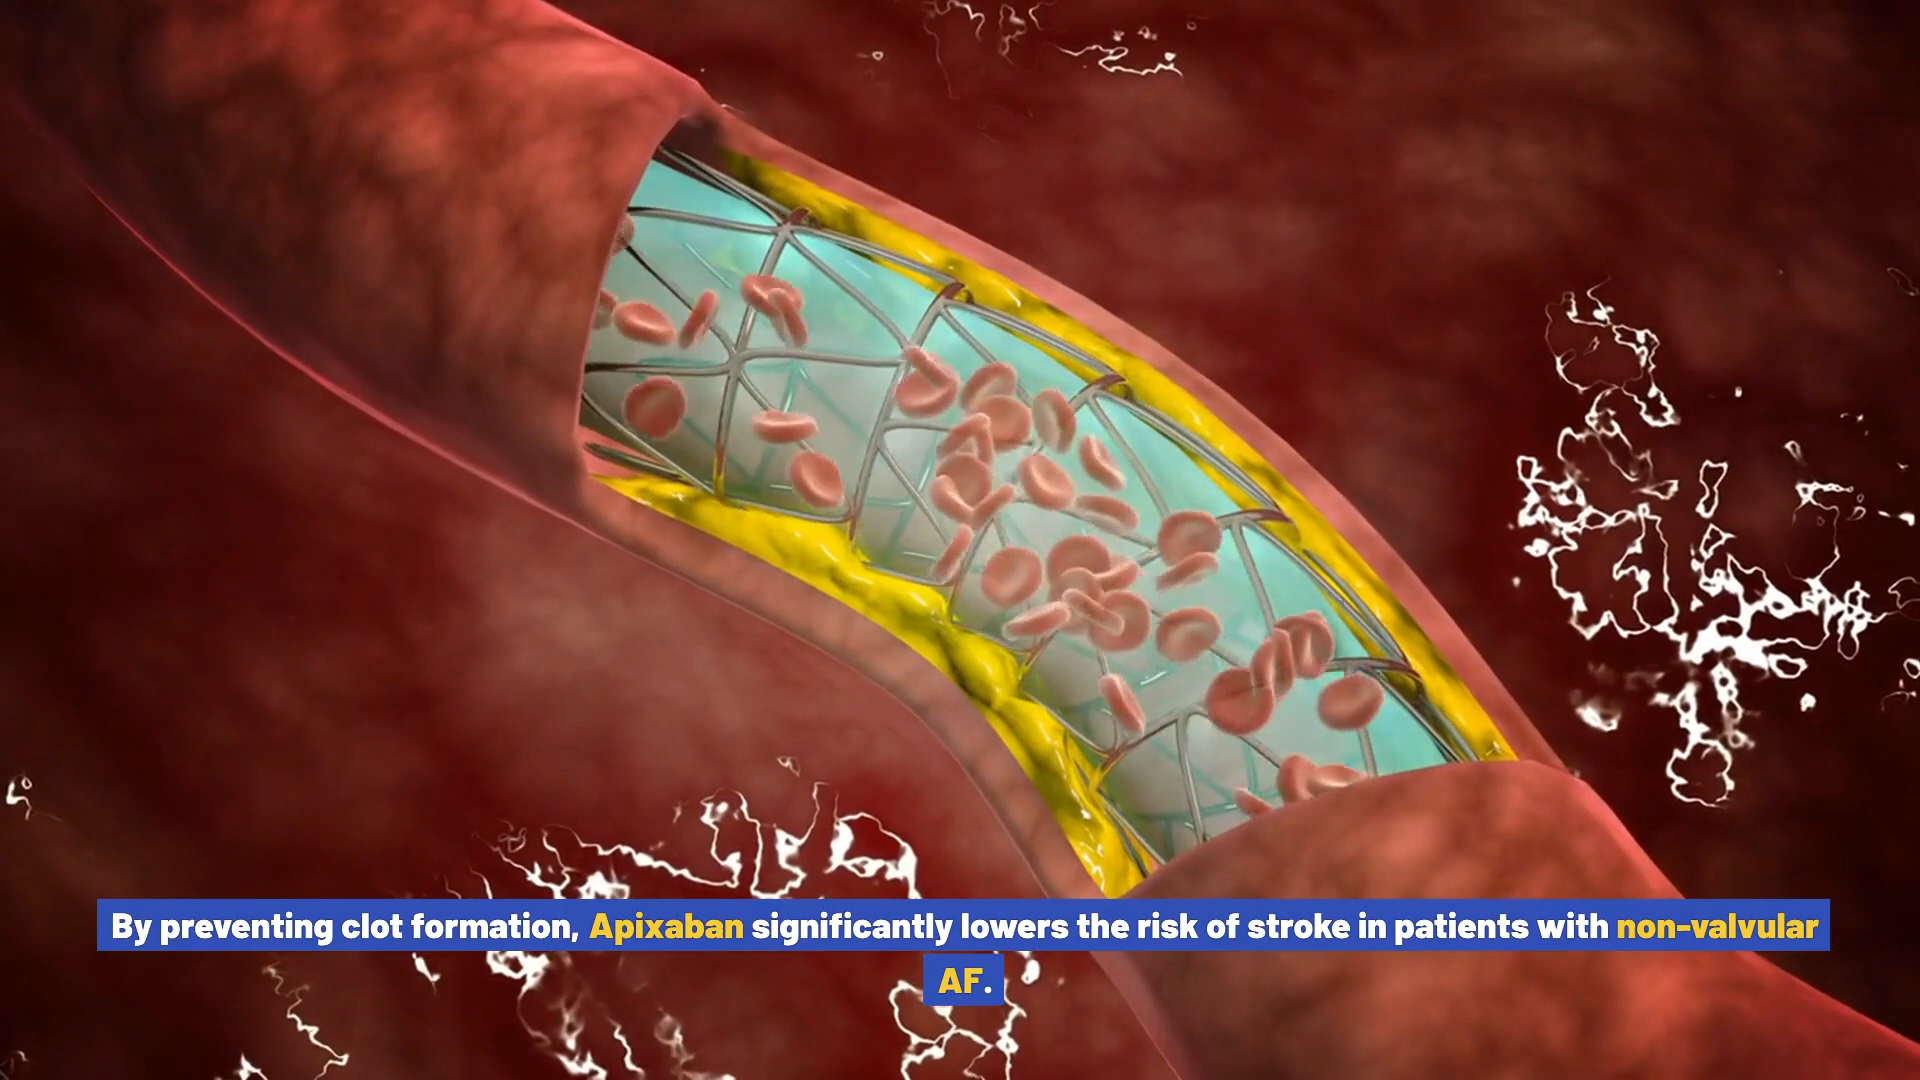 By preventing clot formation, Apixaban significantly lowers the risk of stroke in patients with non-valvular
AF.